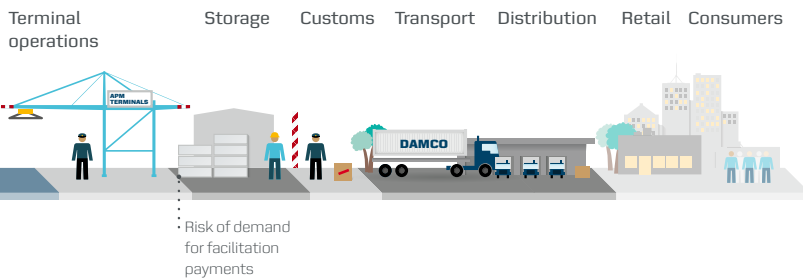 Terminal
operations
Storage
Customs
Transport
Distribution
Retail
Consumers
APM
TERMINALS
DAMCO
Risk of demand
for facilitation
payments